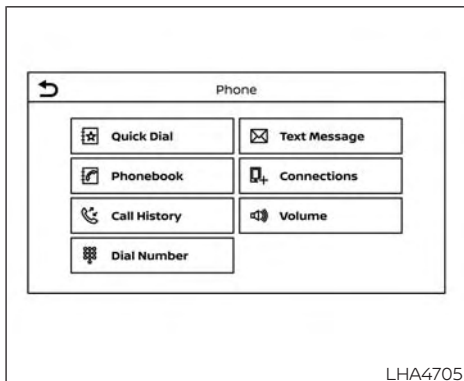 Phone
Quick Dial
Text Message
Phonebook
Connections
Call History
Volume
Dial Number
LHA4705